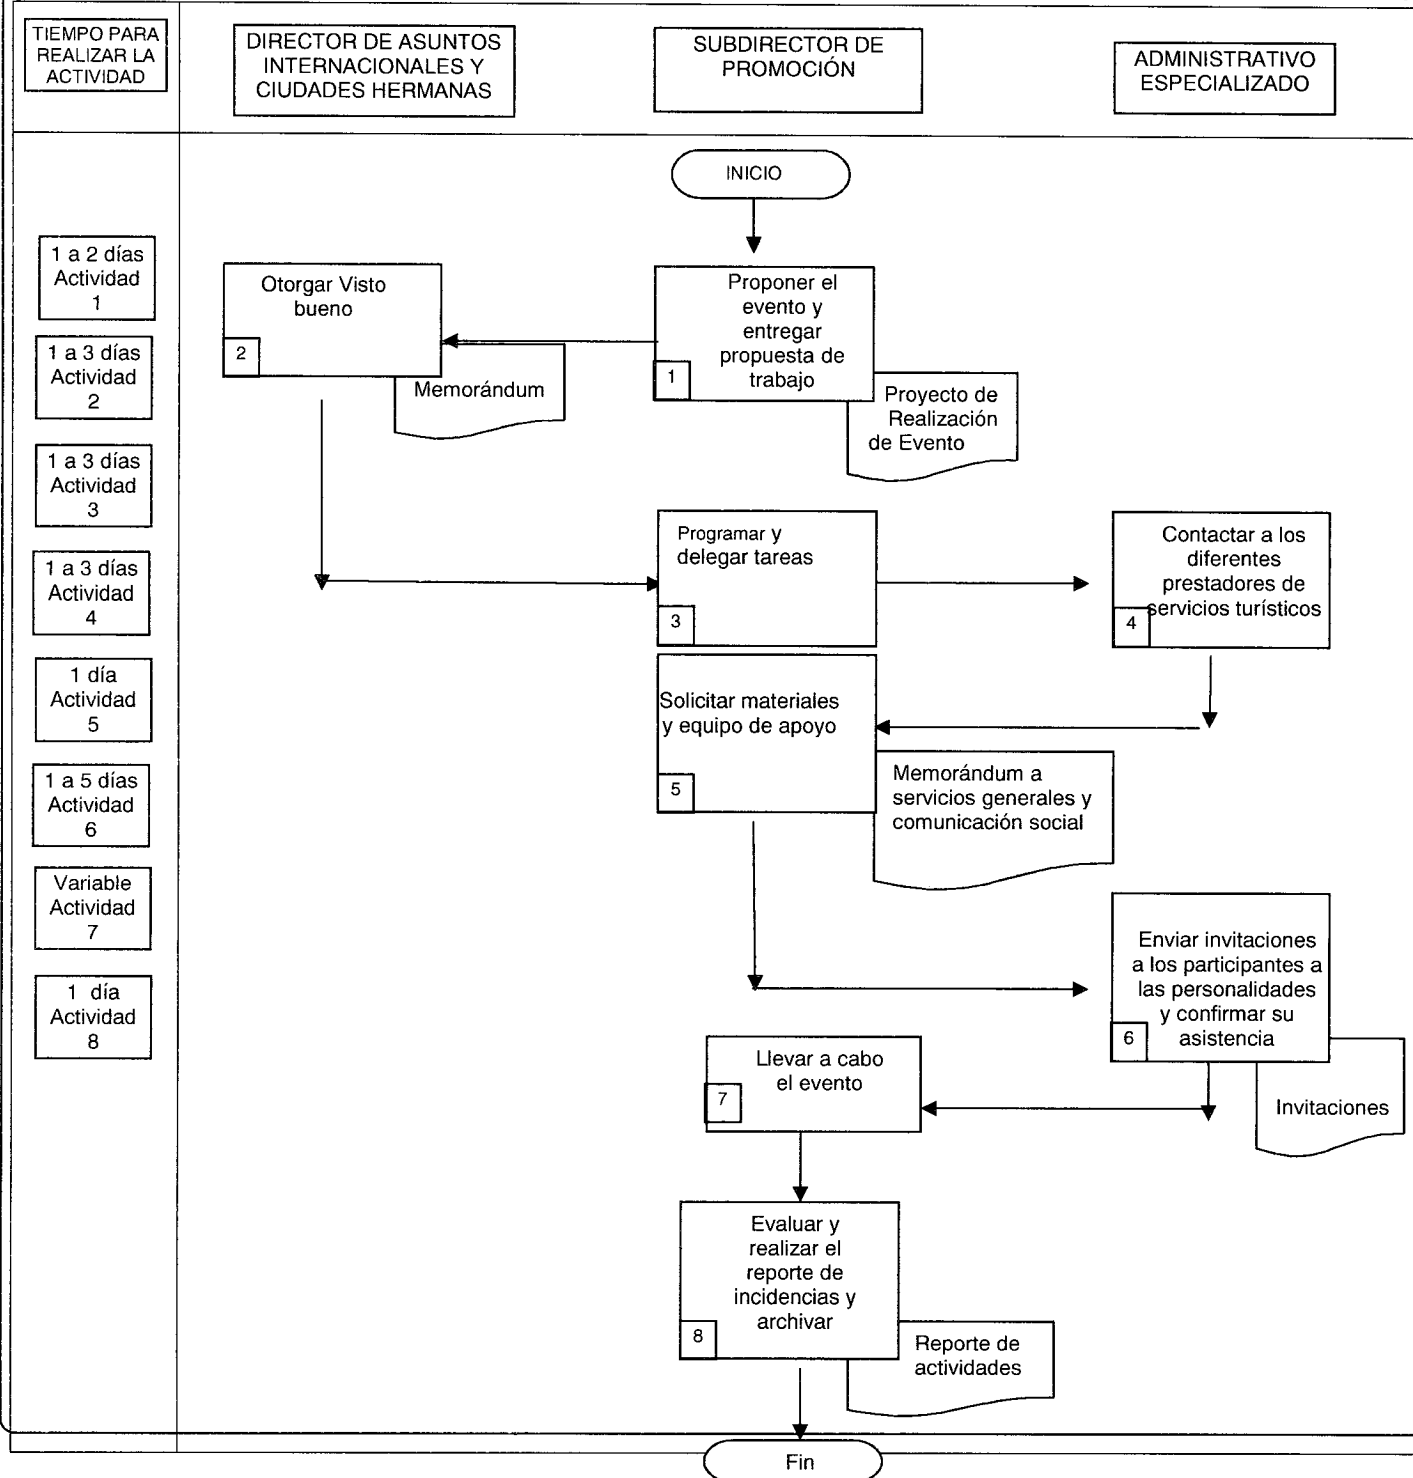 TIEMPO PARA
REALIZAR LA
ACTIVIDAD
DIRECTOR DE ASUNTOS
INTERNACIONALES Y
CIUDADES HERMANAS
SUBDIRECTOR DE
PROMOCIÓN
ADMINISTRATIVO
ESPECIALIZADO
INICIO
1 a 2 días
Actividad
1
1 a 3 días
Actividad
2
1 a 3 días
Actividad
3
1 a 3 días
Actividad
4
1 día
Actividad
5
1 a 5 días
Actividad
6
Variable
Actividad
7
1 día
Actividad
8
Proponer el
evento y
entregar
propuesta de
trabajo
1
Proyecto de
Realización
de Evento
Otorgar Visto
bueno
2
Memorándum
Programar y
delegar tareas
3
Contactar a los
diferentes
prestadores de
servicios turísticos
4
Solicitar materiales
y equipo de apoyo
5
Memorándum a
servicios generales y
comunicación social
Enviar invitaciones
a los participantes a
las personalidades
y confirmar su
asistencia
6
Invitaciones
Llevar a cabo
el evento
7
Evaluar y
realizar el
reporte de
incidencias y
archivar
8
Reporte de
actividades
Fin